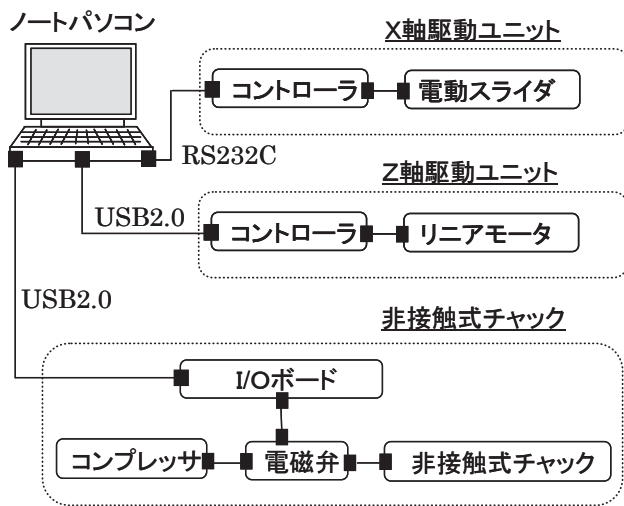 ノートパソコン
X軸駆動ユニット
コントローラ
電動スライダ
RS232C
Z軸駆動ユニット
USB2.0
コントローラ
リニアモータ
USB2.0
非接触式チャック
I/Oボード
コンプレッサ
電磁弁
非接触式チャック